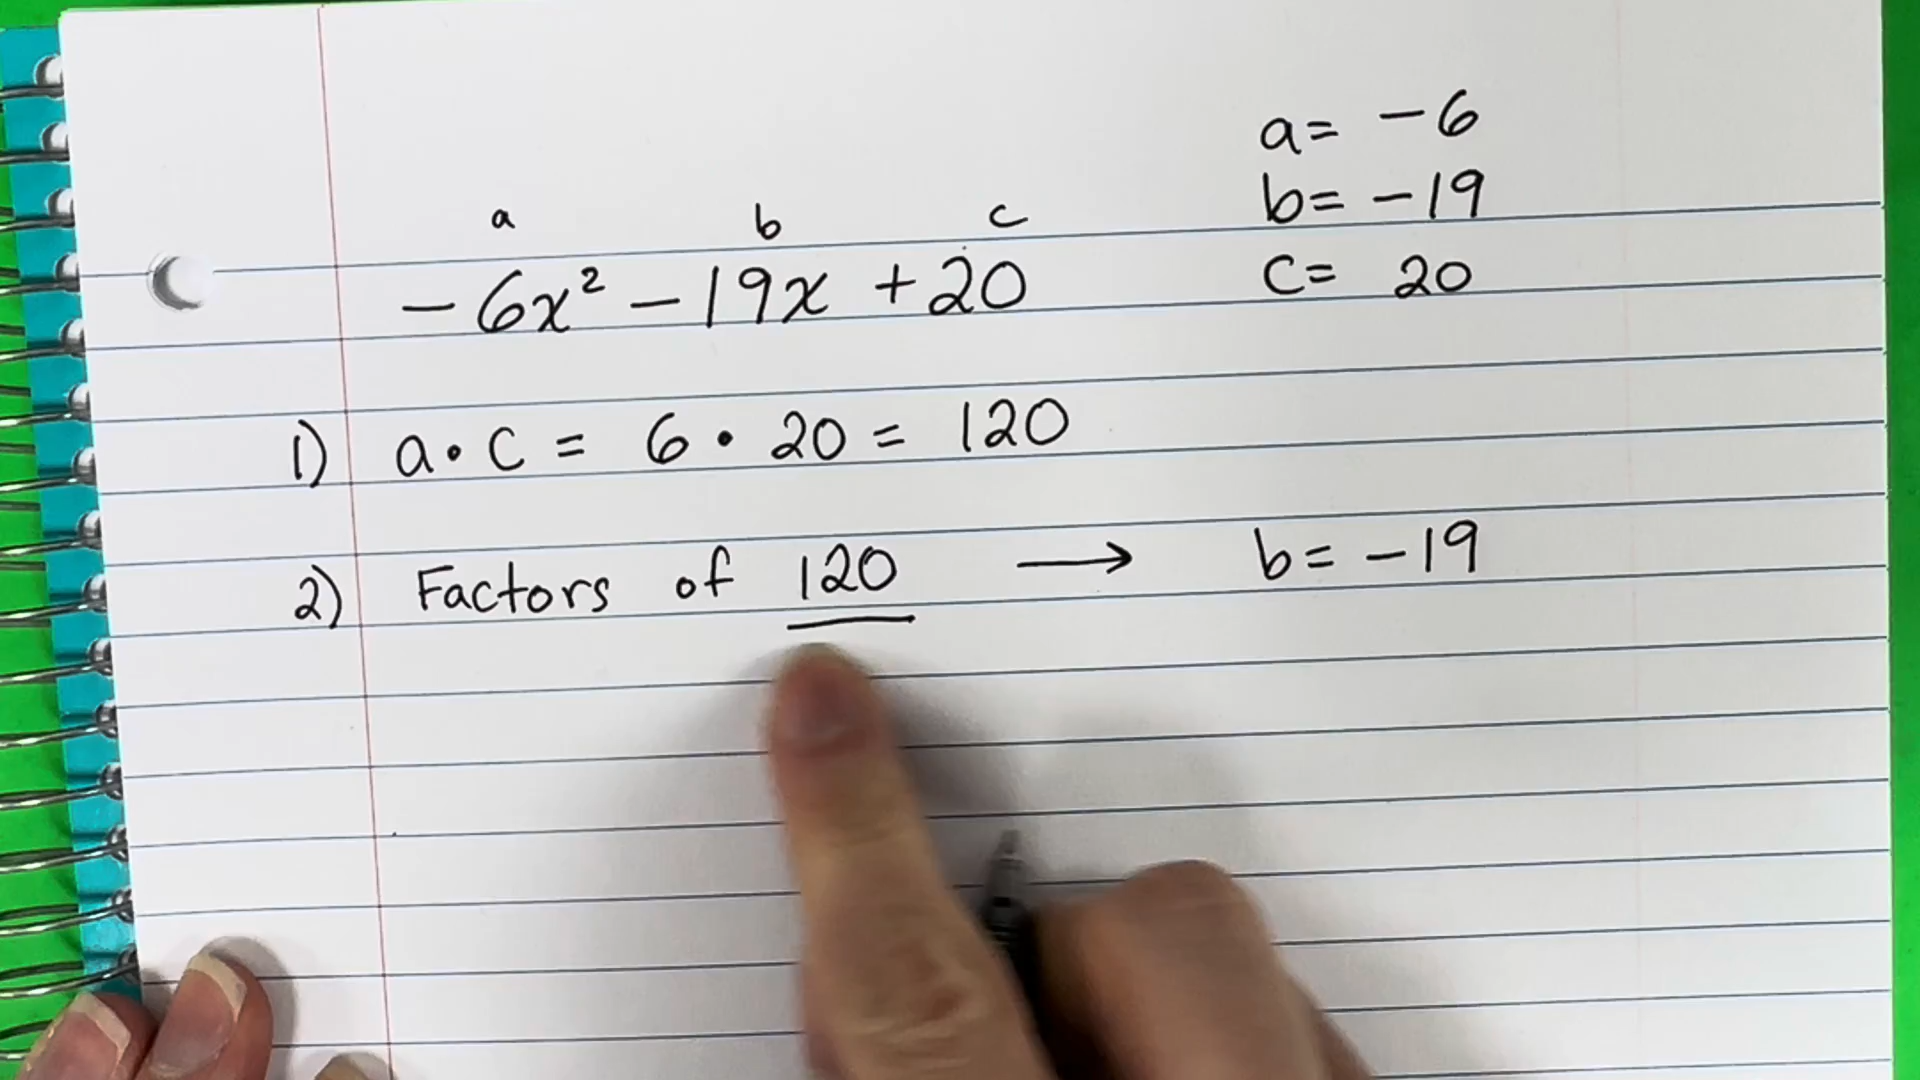 a = -6
b = -19
c = 20
a b c
-6x² - 19x + 20
1) a · c = 6 · 20 = 120
2) Factors of 120 → b = -19